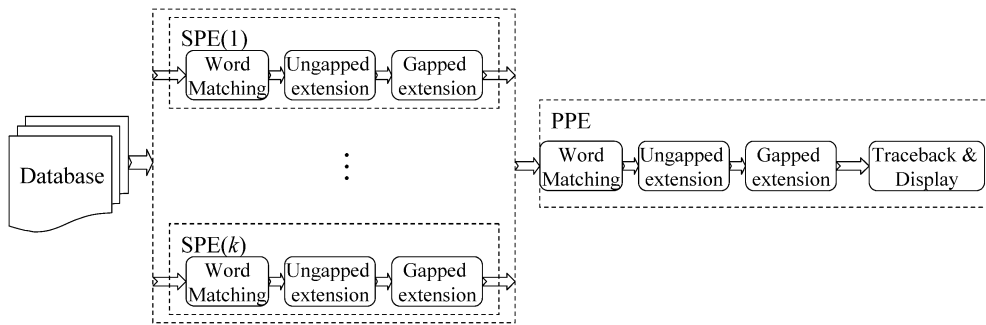 Database
SPE(1)
Word
Matching
Ungapped
extension
Gapped
extension
SPE(k)
Word
Matching
Ungapped
extension
Gapped
extension
PPE
Word
Matching
Ungapped
extension
Gapped
extension
Traceback &
Display